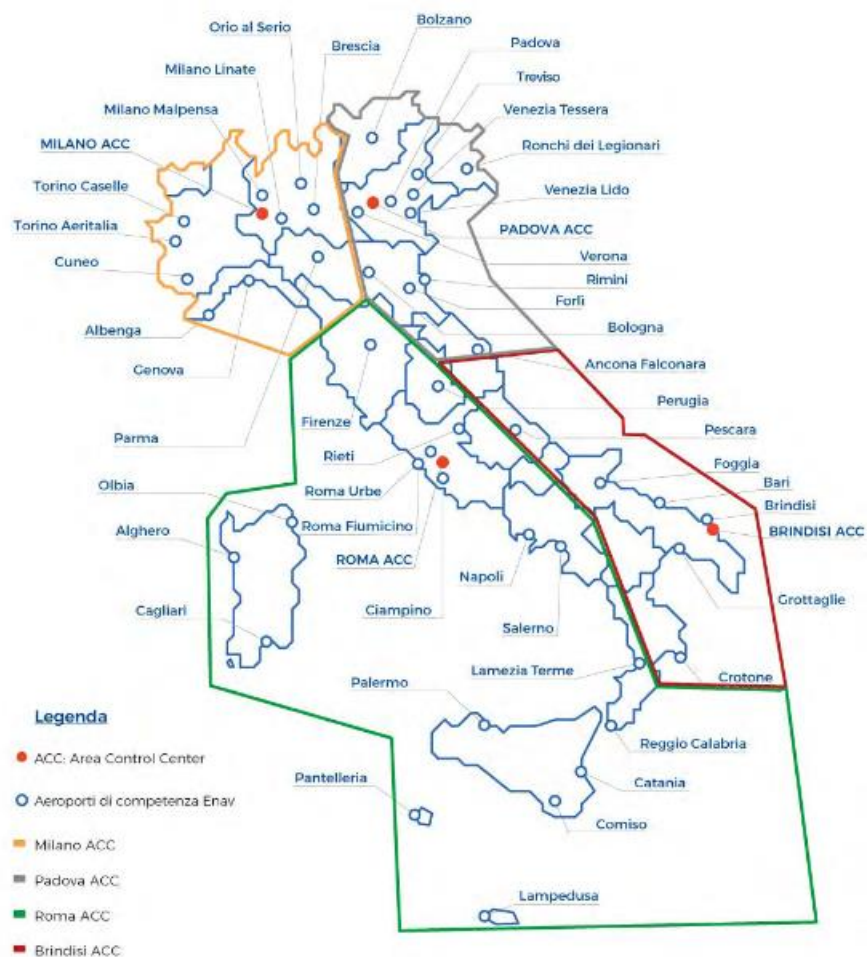 Bolzano
Orio al Serio
Padova
Brescia
Milano Linate
Treviso
Milano Malpensa
Venezia Tessera
MILANO ACC
Ronchi dei Legionari
Torino Caselle
Venezia Lido
Torino Aeritalia
PADOVA ACC
Cuneo
Verona
Rimini
Forlì
Albenga
Bologna
Genova
Ancona Falconara
Perugia
Firenze
Parma
Pescara
Rieti
Foggia
Olbia
Roma Urbe
Bari
Brindisi
Alghero
Roma Fiumicino
BRINDISI ACC
ROMA ACC
Napoli
Cagliari
Ciampino
Grottaglie
Salerno
Lamezia Terme
Crotone
Palermo
Legenda
Reggio Calabria
ACC: Area Control Center
Pantelleria
Catania
Aeroporti di competenza Enav
Comiso
Milano ACC
Padova ACC
Lampedusa
Roma ACC
Brindisi ACC